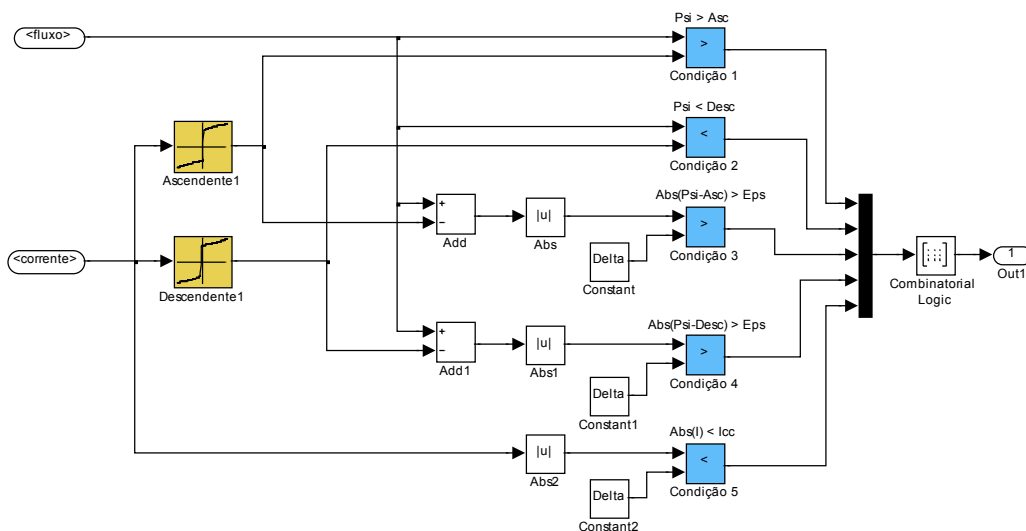 Psi > Asc
<fluxo>
>
Condição 1
Psi < Desc
<
Condição 2
Ascendente1
Abs(Psi-Asc) > Eps
+
−
Add
|u|
Abs
>
Condição 3
Delta
Constant
<corrente>
Descendente1
Combinatorial
Logic
1
Out1
Abs(Psi-Desc) > Eps
+
−
Add1
|u|
Abs1
>
Condição 4
Delta
Constant1
Abs(I) < Icc
|u|
Abs2
<
Condição 5
Delta
Constant2